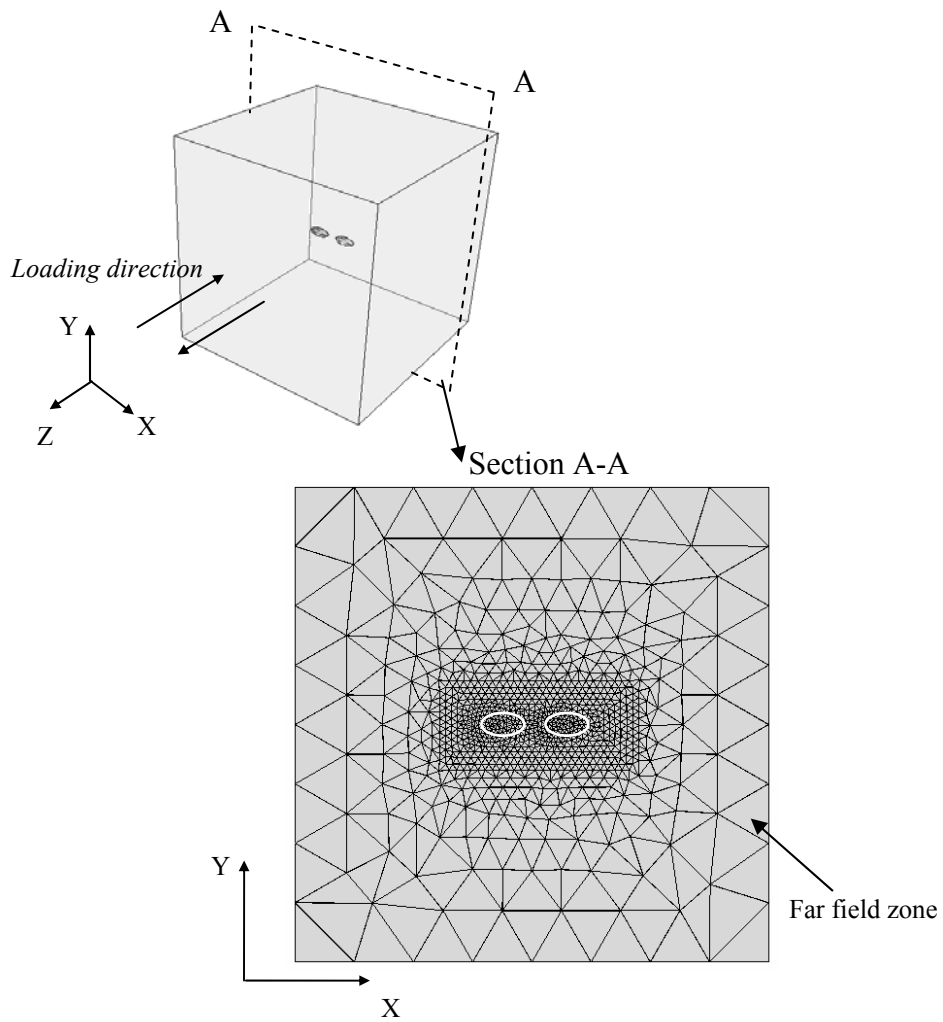 A
A
Loading direction
Y
Z
X
Section A-A
Y
Far field zone
X